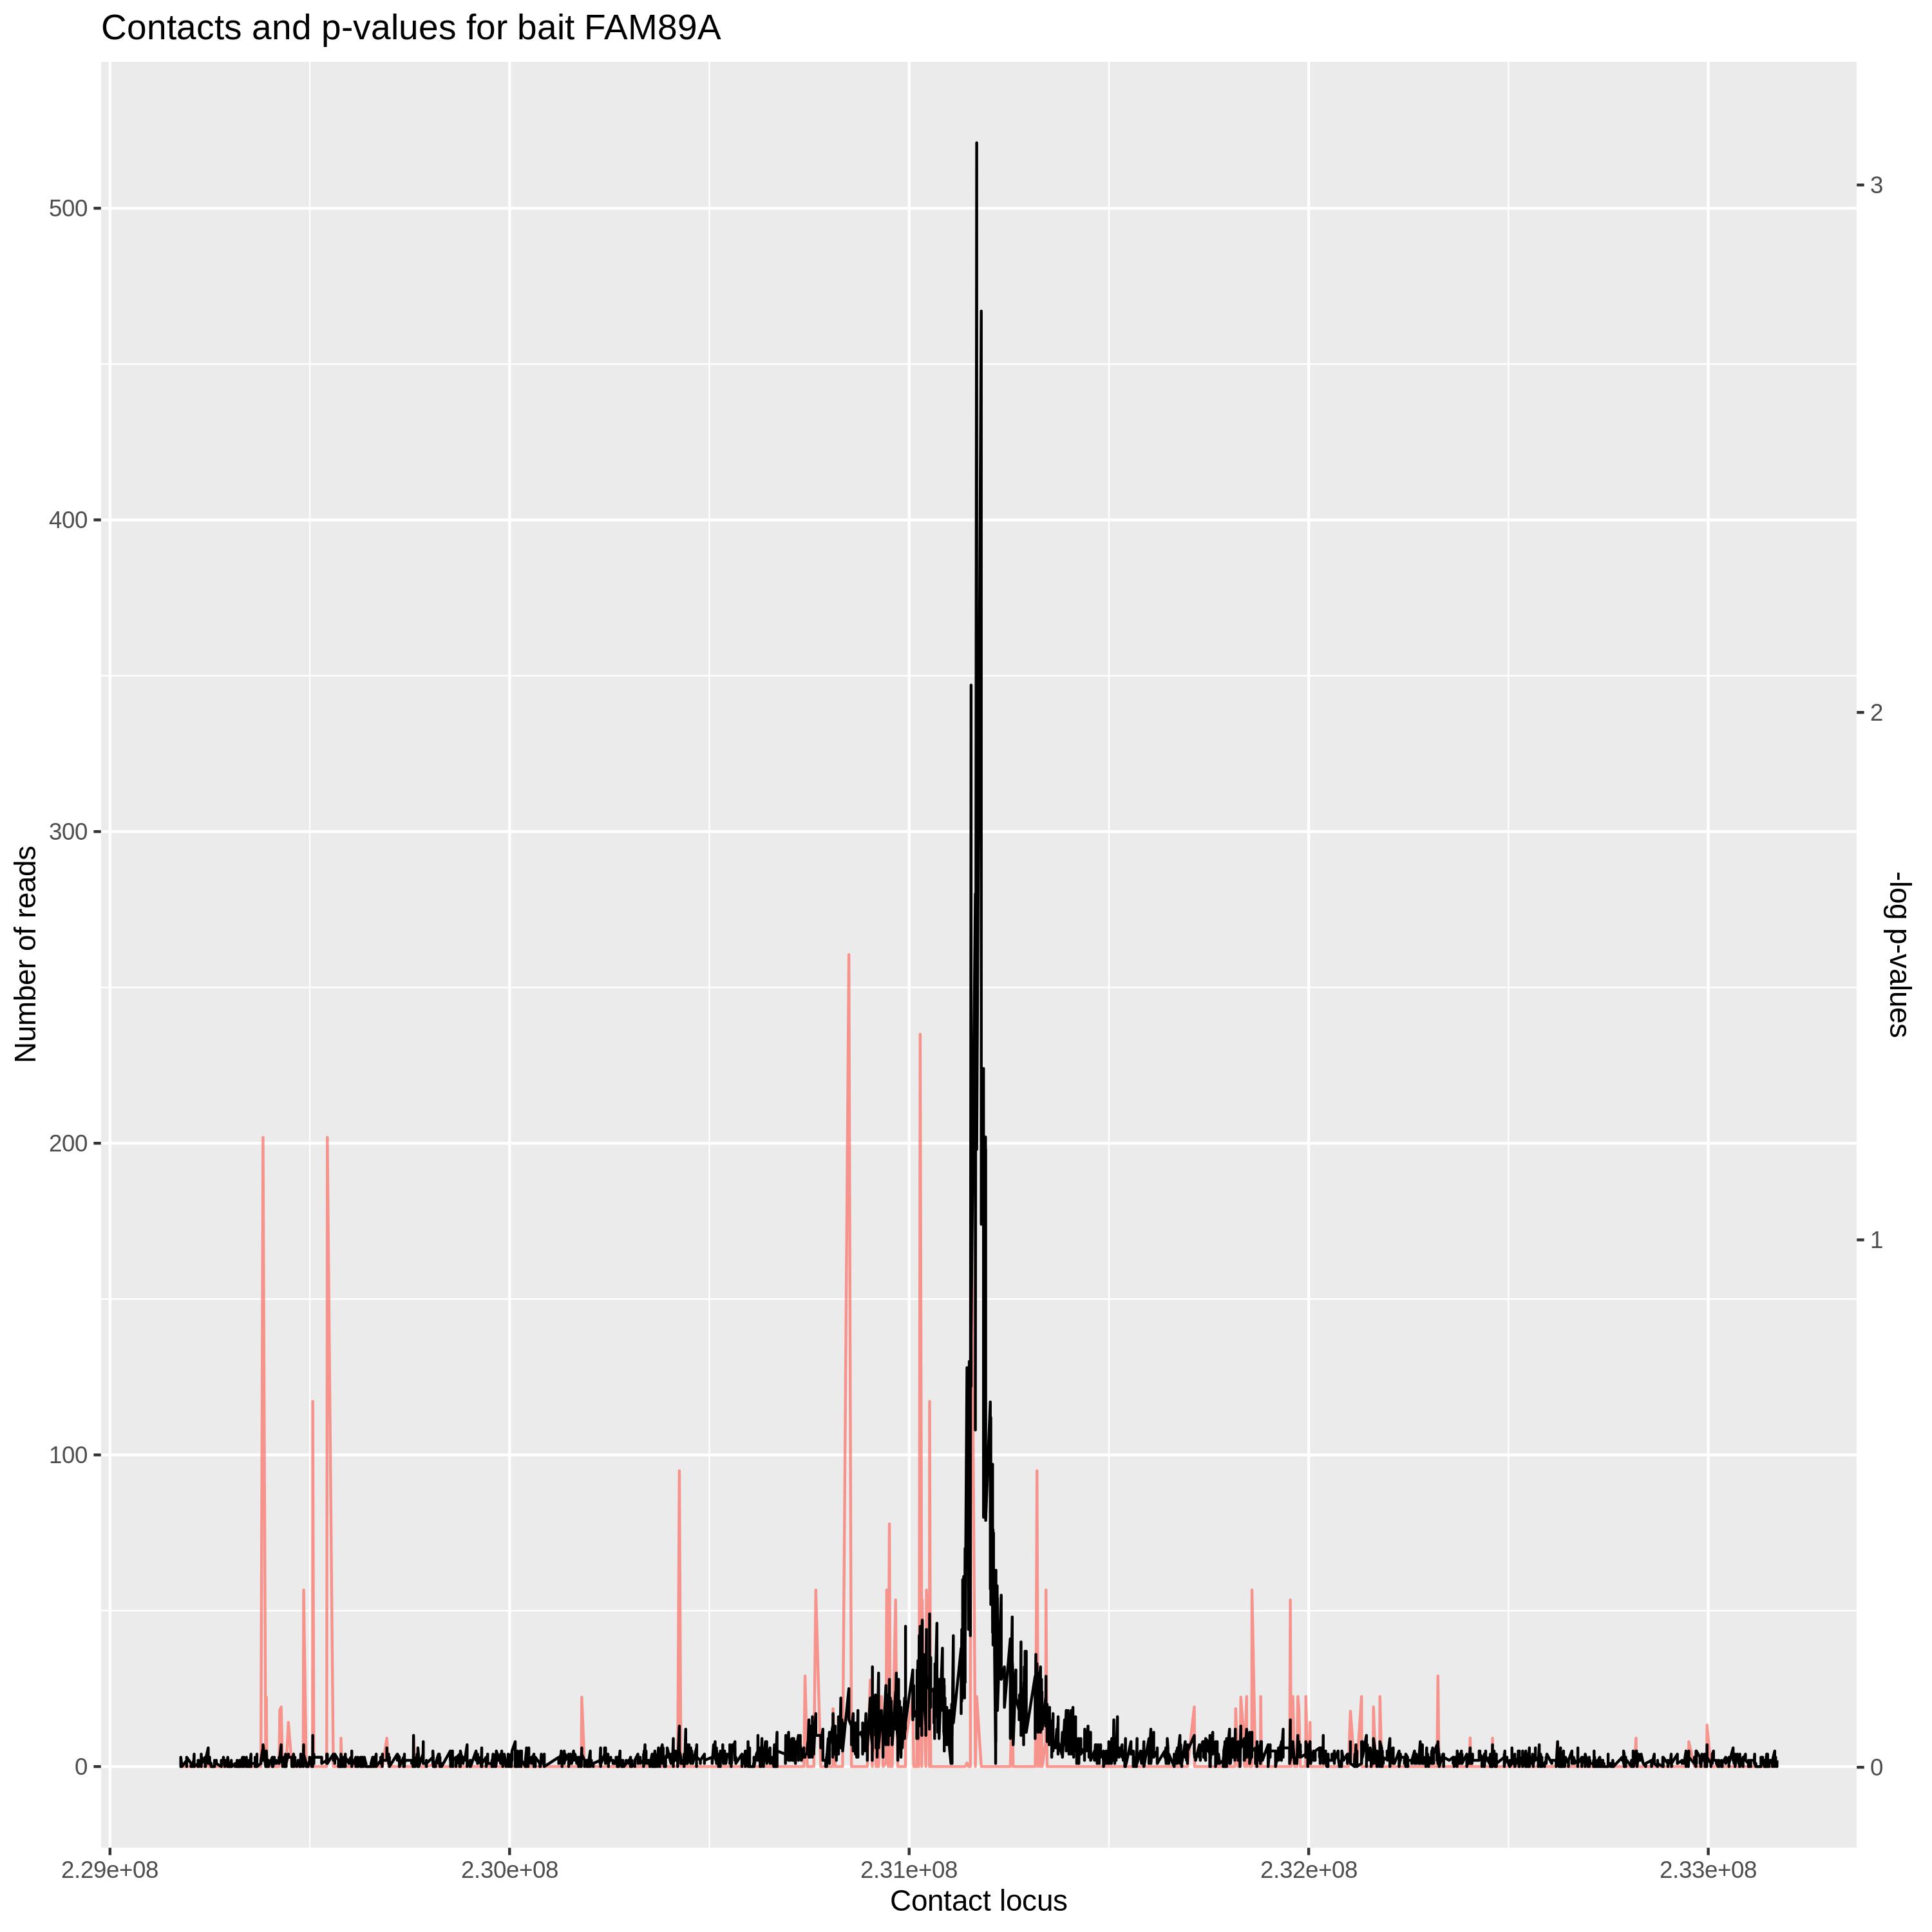 Contacts and p-values for bait FAM89A
500
400
300
200
100
0
Number of reads
3
2
1
0
-log p-values
2.29e+08 2.30e+08 2.31e+08 2.32e+08 2.33e+08
Contact locus